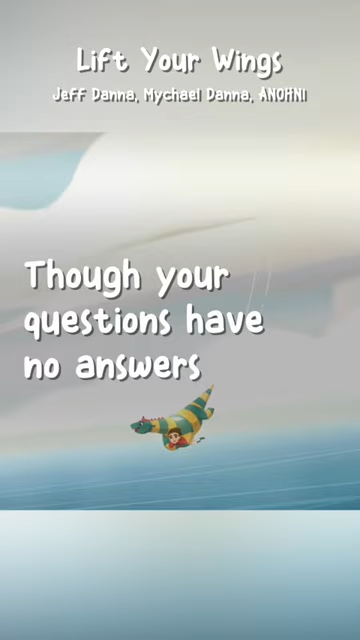 Lift Your Wings
Jeff Danna, Mychael Danna, ANOHNI
Though your
questions have
no answers